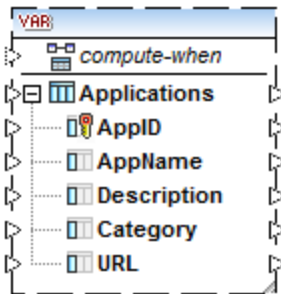 VAR
compute-when
Applications
AppID
AppName
Description
Category
URL